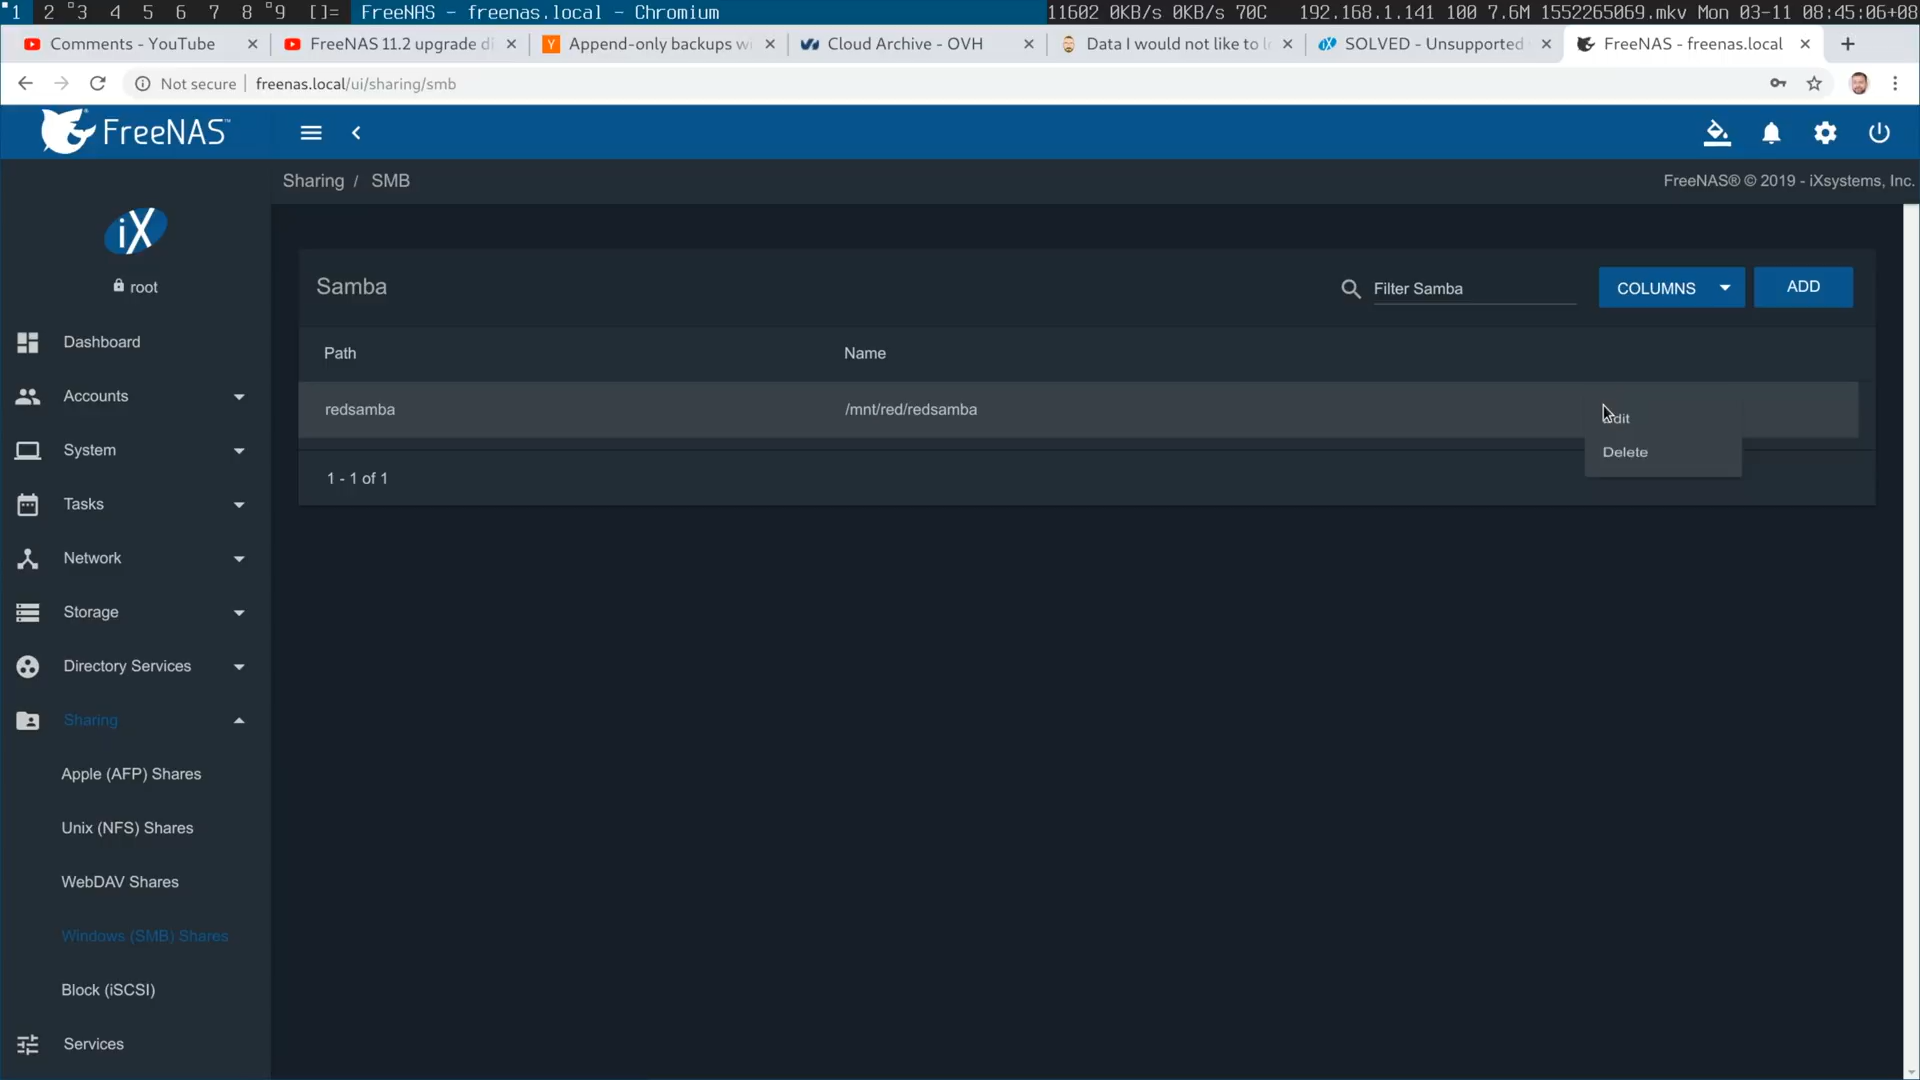 1 2 3 4 5 6 7 8 9 []= FreeNAS - freenas.local - Chromium 11602 0KB/s 0KB/s 70C 192.168.1.141 100 7.6M 1552265069.mkv Mon 03-11 08:45:06+08
Comments - YouTube FreeNAS 11.2 upgrade di Append-only backups wi Cloud Archive - OVH Data I would not like to lo SOLVED - Unsupported FreeNAS - freenas.local
Not secure freenas.local/ui/sharing/smb
FreeNAS™
Sharing / SMB FreeNAS® © 2019 - iXsystems, Inc.
iX
root
Dashboard
Accounts
System
Tasks
Network
Storage
Directory Services
Sharing
Apple (AFP) Shares
Unix (NFS) Shares
WebDAV Shares
Windows (SMB) Shares
Block (iSCSI)
Services
Samba Filter Samba COLUMNS ADD
Path Name
redsamba /mnt/red/redsamba
Edit
Delete
1 - 1 of 1